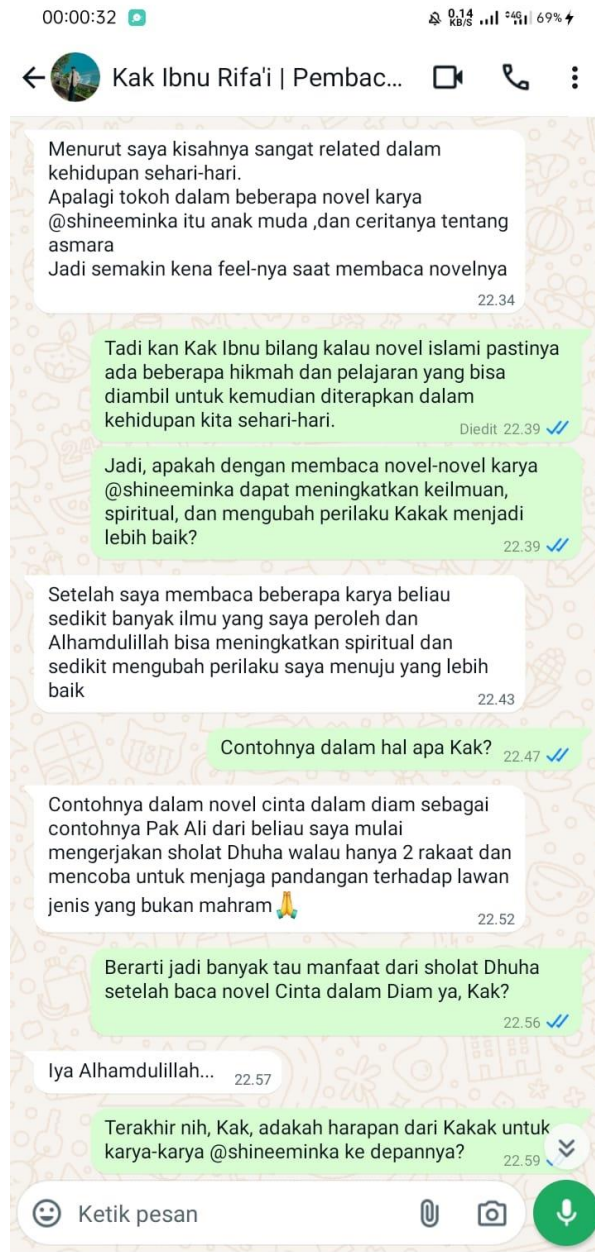 00:00:32
0.14 KB/S 4G 69%
Kak Ibnu Rifa'i | Pembac...
Menurut saya kisahnya sangat related dalam
kehidupan sehari-hari.
Apalagi tokoh dalam beberapa novel karya
@shineeminka itu anak muda ,dan ceritanya tentang
asmara
Jadi semakin kena feel-nya saat membaca novelnya
22.34
Tadi kan Kak Ibnu bilang kalau novel islami pastinya
ada beberapa hikmah dan pelajaran yang bisa
diambil untuk kemudian diterapkan dalam
kehidupan kita sehari-hari.
Diedit 22.39
Jadi, apakah dengan membaca novel-novel karya
@shineeminka dapat meningkatkan keilmuan,
spiritual, dan mengubah perilaku Kakak menjadi
lebih baik?
22.39
Setelah saya membaca beberapa karya beliau
sedikit banyak ilmu yang saya peroleh dan
Alhamdulillah bisa meningkatkan spiritual dan
sedikit mengubah perilaku saya menuju yang lebih
baik
22.43
Contohnya dalam hal apa Kak? 22.47
Contohnya dalam novel cinta dalam diam sebagai
contohnya Pak Ali dari beliau saya mulai
mengerjakan sholat Dhuha walau hanya 2 rakaat dan
mencoba untuk menjaga pandangan terhadap lawan
jenis yang bukan mahram🙏
22.52
Berarti jadi banyak tau manfaat dari sholat Dhuha
setelah baca novel Cinta dalam Diam ya, Kak?
22.56
Iya Alhamdulillah... 22.57
Terakhir nih, Kak, adakah harapan dari Kakak untuk
karya-karya @shineeminka ke depannya? 22.59
Ketik pesan